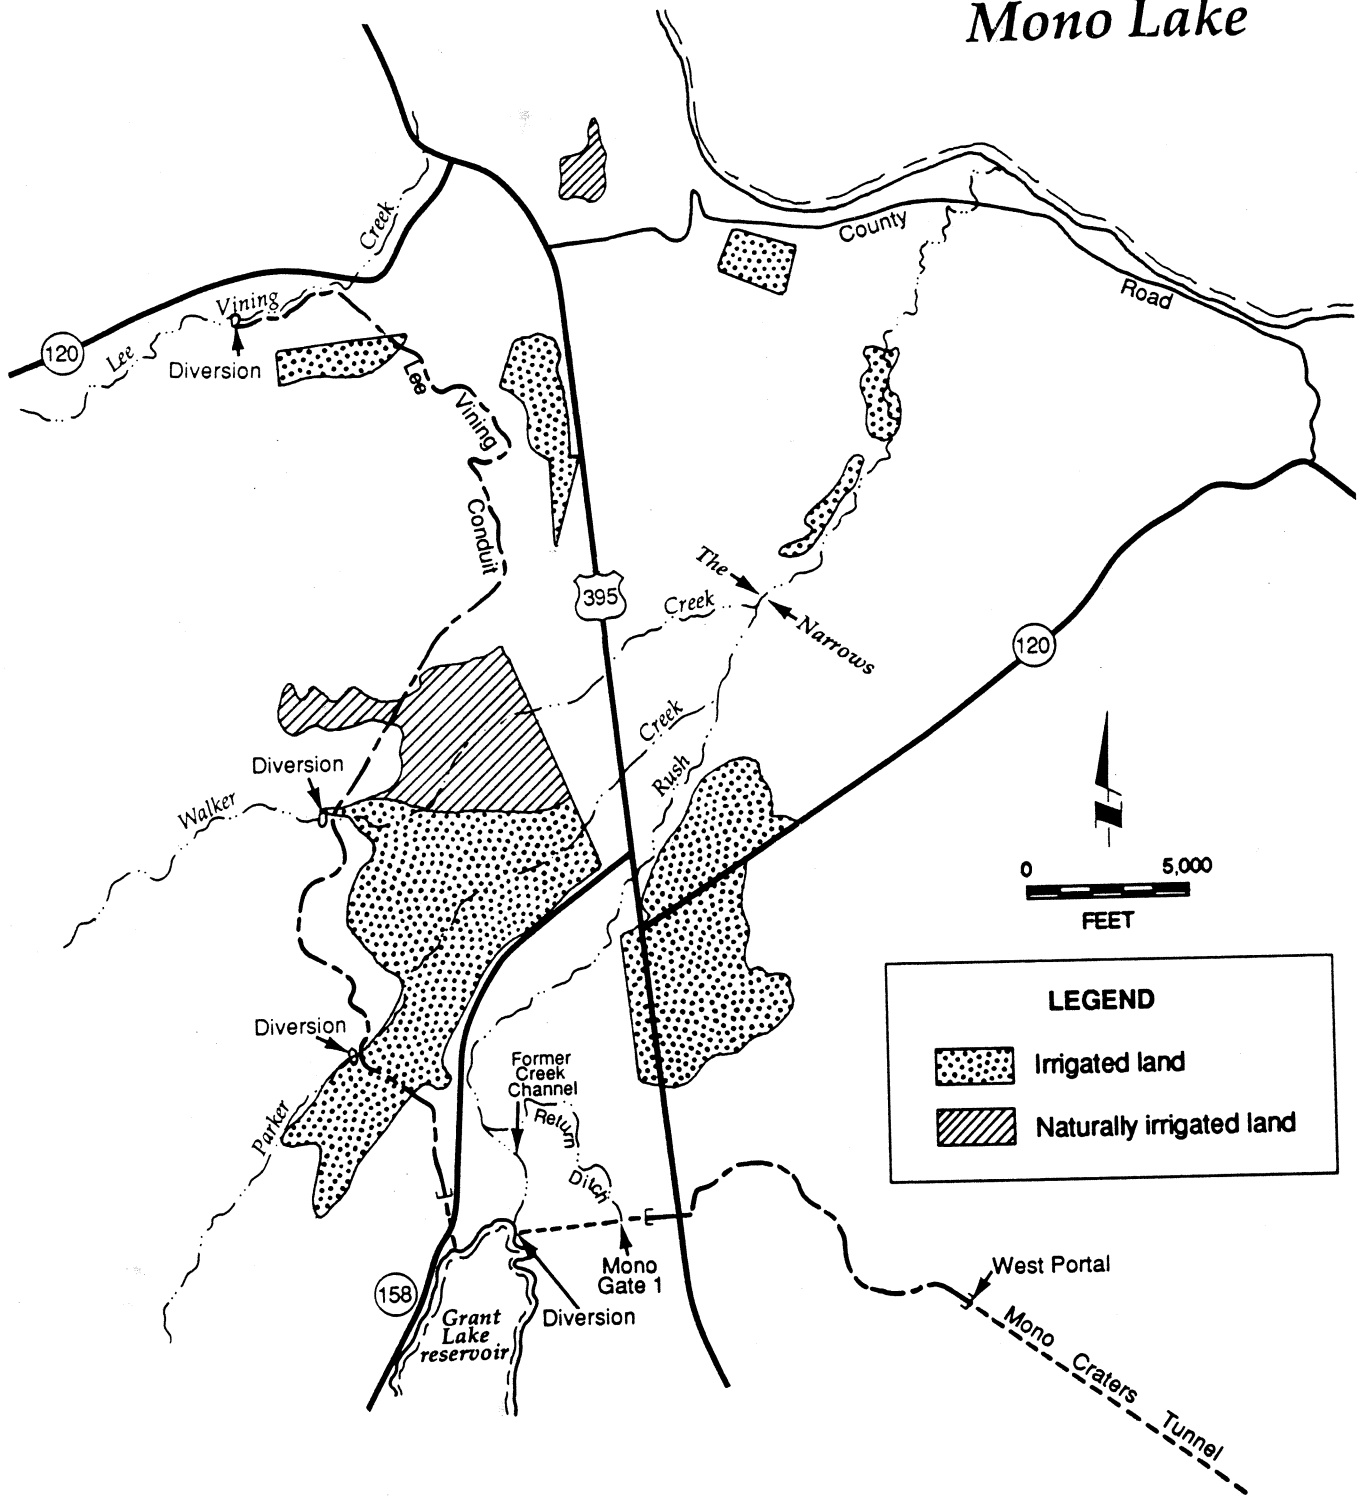 Mono Lake
Creek
County
Road
Vining
Lee
120
Diversion
Lee
Vining
Conduit
395
The
Narrows
Creek
120
Creek
Rush
Diversion
Walker
0 5,000
FEET
LEGEND
Irrigated land
Naturally irrigated land
Diversion
Former
Creek
Channel
Return
Ditch
Parker
Mono
Gate 1
West Portal
158
Diversion
Grant
Lake
reservoir
Mono Craters Tunnel